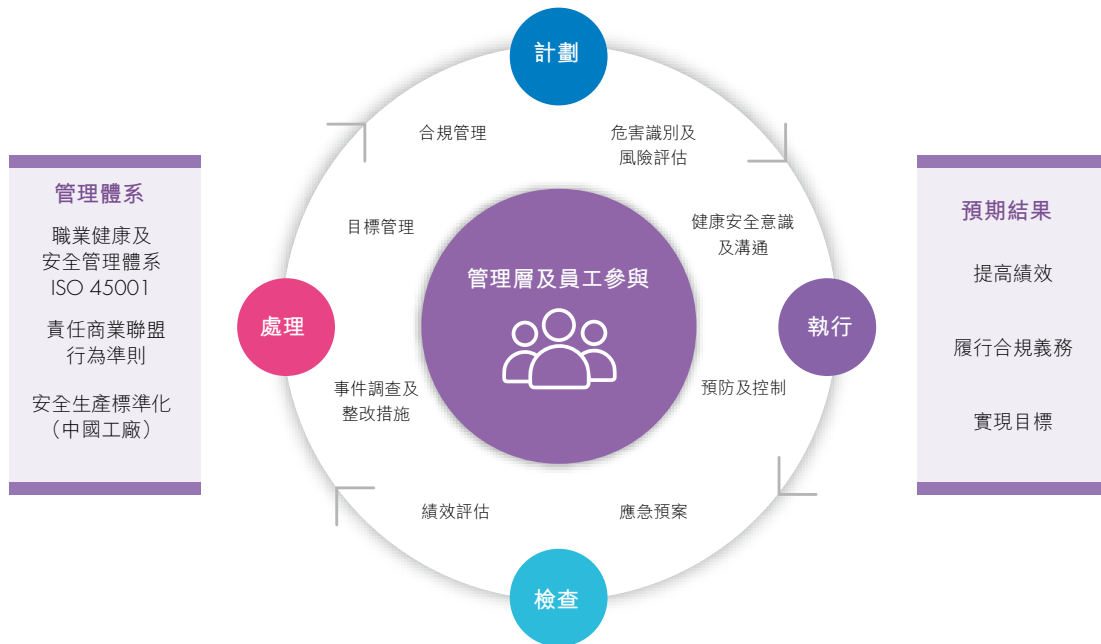 計劃
合規管理
危害識別及
風險評估
管理體系
職業健康及
安全管理體系
ISO 45001
責任商業聯盟
行為準則
安全生產標準化
（中國工廠）
目標管理
健康安全意識
及溝通
管理層及員工參與
處理
執行
事件調查及
整改措施
預防及控制
績效評估
應急預案
檢查
預期結果
提高績效
履行合規義務
實現目標